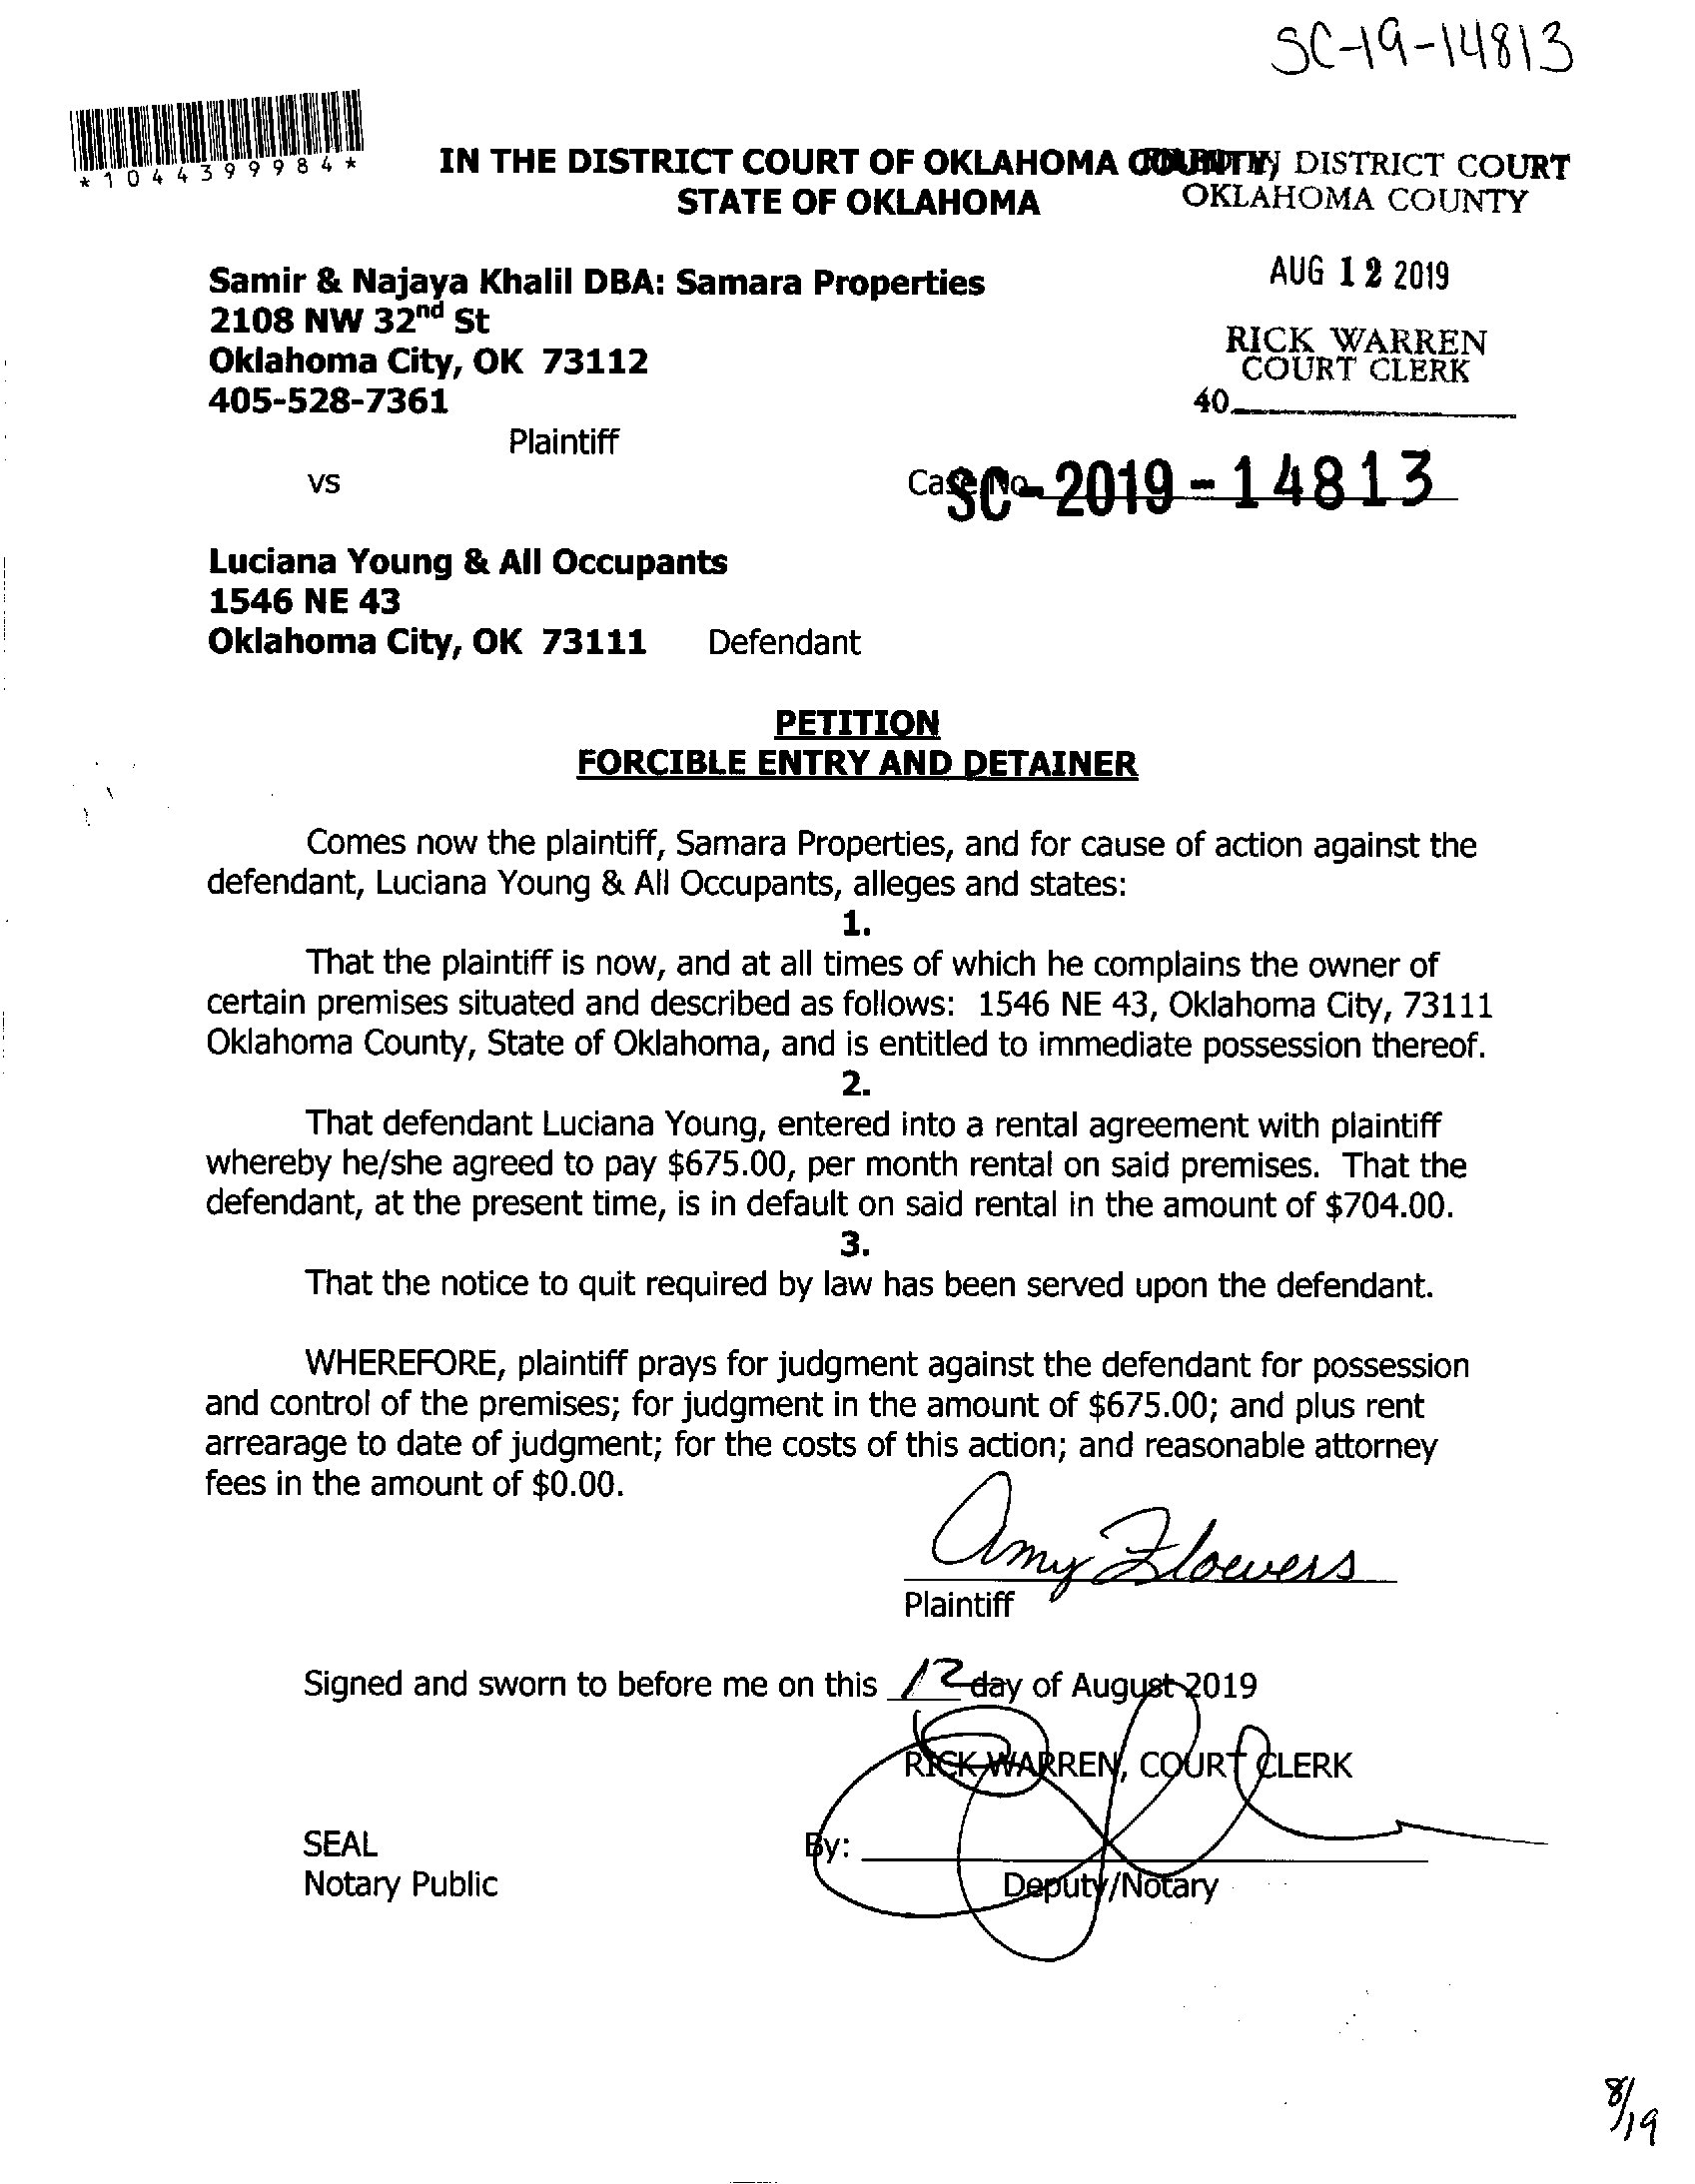 SC-19-14813
*1044399984*
IN THE DISTRICT COURT OF OKLAHOMA COUNTY
DISTRICT COURT
STATE OF OKLAHOMA
OKLAHOMA COUNTY
Samir & Najaya Khalil DBA: Samara Properties
AUG 12 2019
2108 NW 32nd St
RICK WARREN
Oklahoma City, OK 73112
COURT CLERK
405-528-7361
40
Plaintiff
vs
Case No. SC-2019-14813
Luciana Young & All Occupants
1546 NE 43
Oklahoma City, OK 73111 Defendant
PETITION
FORCIBLE ENTRY AND DETAINER
Comes now the plaintiff, Samara Properties, and for cause of action against the
defendant, Luciana Young & All Occupants, alleges and states:
1.
That the plaintiff is now, and at all times of which he complains the owner of
certain premises situated and described as follows: 1546 NE 43, Oklahoma City, 73111
Oklahoma County, State of Oklahoma, and is entitled to immediate possession thereof.
2.
That defendant Luciana Young, entered into a rental agreement with plaintiff
whereby he/she agreed to pay $675.00, per month rental on said premises. That the
defendant, at the present time, is in default on said rental in the amount of $704.00.
3.
That the notice to quit required by law has been served upon the defendant.
WHEREFORE, plaintiff prays for judgment against the defendant for possession
and control of the premises; for judgment in the amount of $675.00; and plus rent
arrearage to date of judgment; for the costs of this action; and reasonable attorney
fees in the amount of $0.00.
Amy Flowers
Plaintiff
Signed and sworn to before me on this 12 day of August 2019
RICK WARREN, COURT CLERK
SEAL
By:
Notary Public
Deputy/Notary
8/19